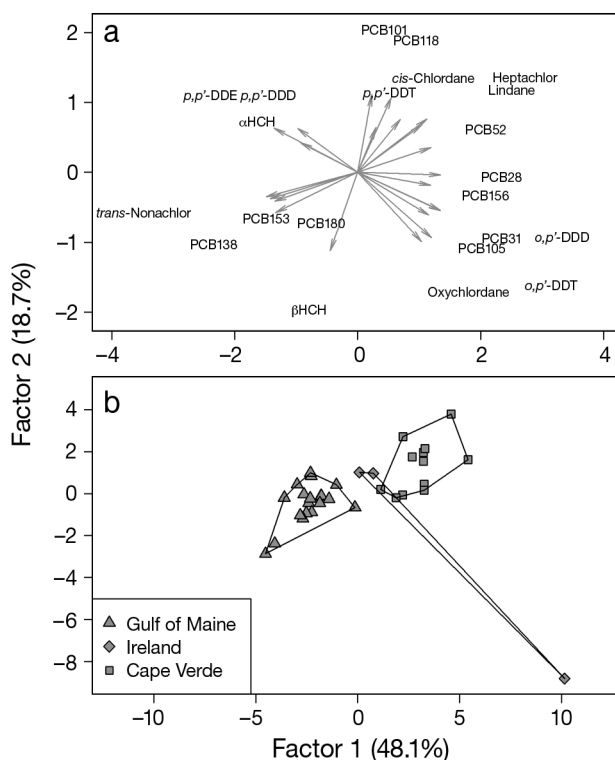 a
PCB101
PCB118
cis-Chlordane
Heptachlor
p,p'-DDE
p,p'-DDD
p,p'-DDT
Lindane
αHCH
PCB52
PCB28
PCB156
trans-Nonachlor
PCB153
PCB180
PCB138
PCB31
o,p'-DDD
PCB105
Oxychlordane
o,p'-DDT
βHCH
2
1
0
−1
−2
−4
−2
0
2
4
Factor 2 (18.7%)
b
4
2
0
−2
−4
−6
−8
Gulf of Maine
Ireland
Cape Verde
−10
−5
0
5
10
Factor 1 (48.1%)